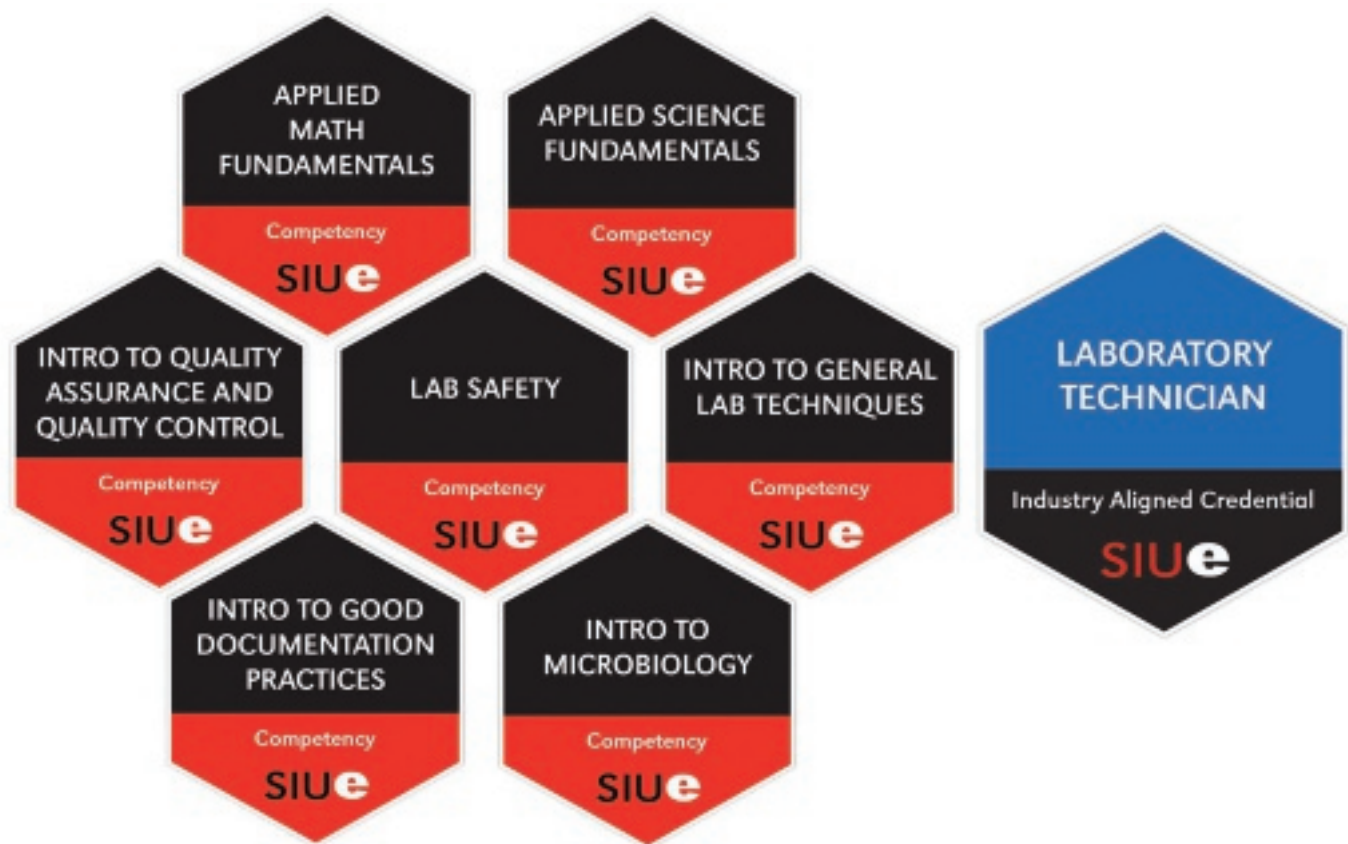 APPLIED
MATH
FUNDAMENTALS
Competency
SIUe
APPLIED SCIENCE
FUNDAMENTALS
Competency
SIUe
INTRO TO QUALITY
ASSURANCE AND
QUALITY CONTROL
Competency
SIUe
LAB SAFETY
Competency
SIUe
INTRO TO GENERAL
LAB TECHNIQUES
Competency
SIUe
LABORATORY
TECHNICIAN
Industry Aligned Credential
SIUe
INTRO TO GOOD
DOCUMENTATION
PRACTICES
Competency
SIUe
INTRO TO
MICROBIOLOGY
Competency
SIUe